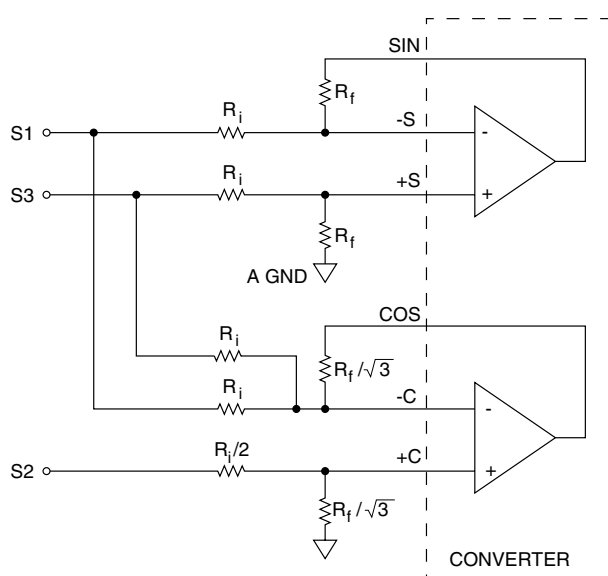 SIN
R_i
R_f
-S
S1
-
R_i
S3
+S
+
R_f
A GND
COS
R_i
R_f/√3
R_i
-C
-
R_i/2
S2
+C
+
R_f/√3
CONVERTER